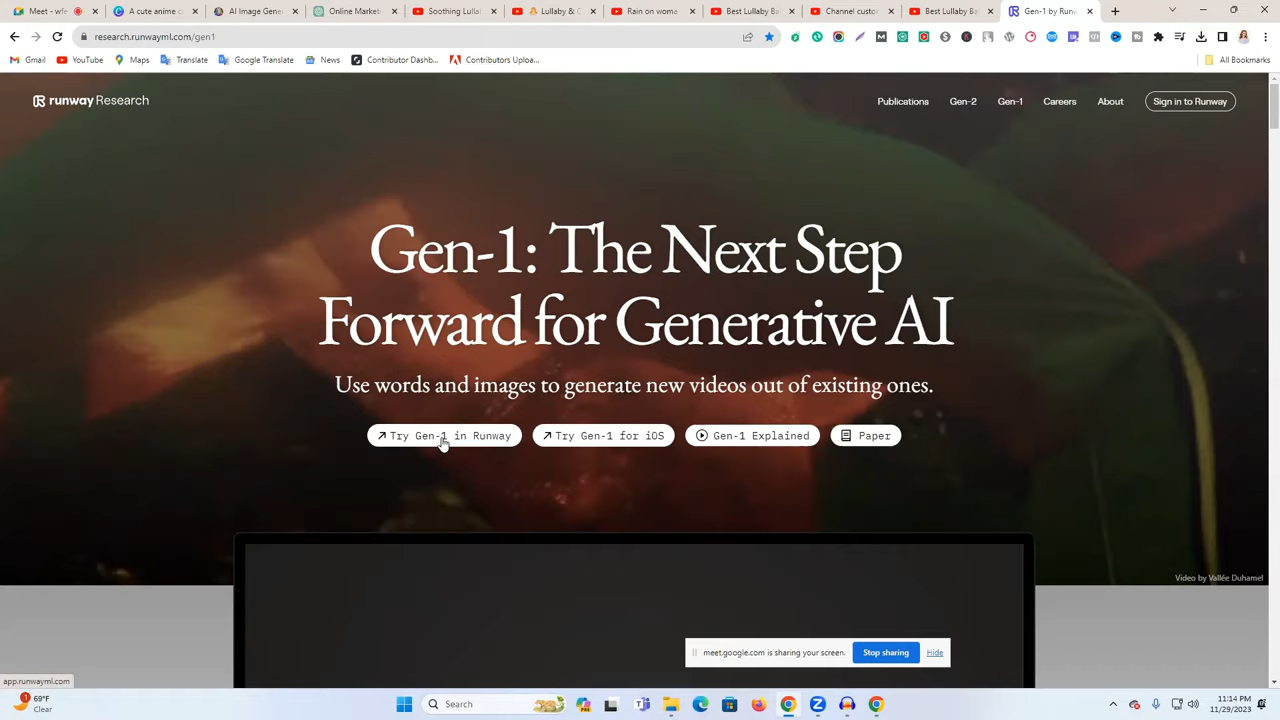 Meet - wfe
A cute anime c
AI Image Gener
Online Market
Soothing Lullab
Lullaby & C
Rain on wome
Best Lullaby Ba
Channel custom
Best Lullaby Ba
Gen-1 by Runw
research.runwayml.com/gen1
Gmail
YouTube
Maps
Translate
Google Translate
News
Contributor Dashb...
Contributors Uploa...
All Bookmarks
runway Research
Publications
Gen-2
Gen-1
Careers
About
Sign in to Runway
Gen-1: The Next Step
Forward for Generative AI
Use words and images to generate new videos out of existing ones.
Try Gen-1 in Runway
Try Gen-1 for iOS
Gen-1 Explained
Paper
Video by Vallée Duhamel
meet.google.com is sharing your screen.
Stop sharing
Hide
app.runwayml.com
1
69°F
Clear
Search
11:14 PM
11/29/2023